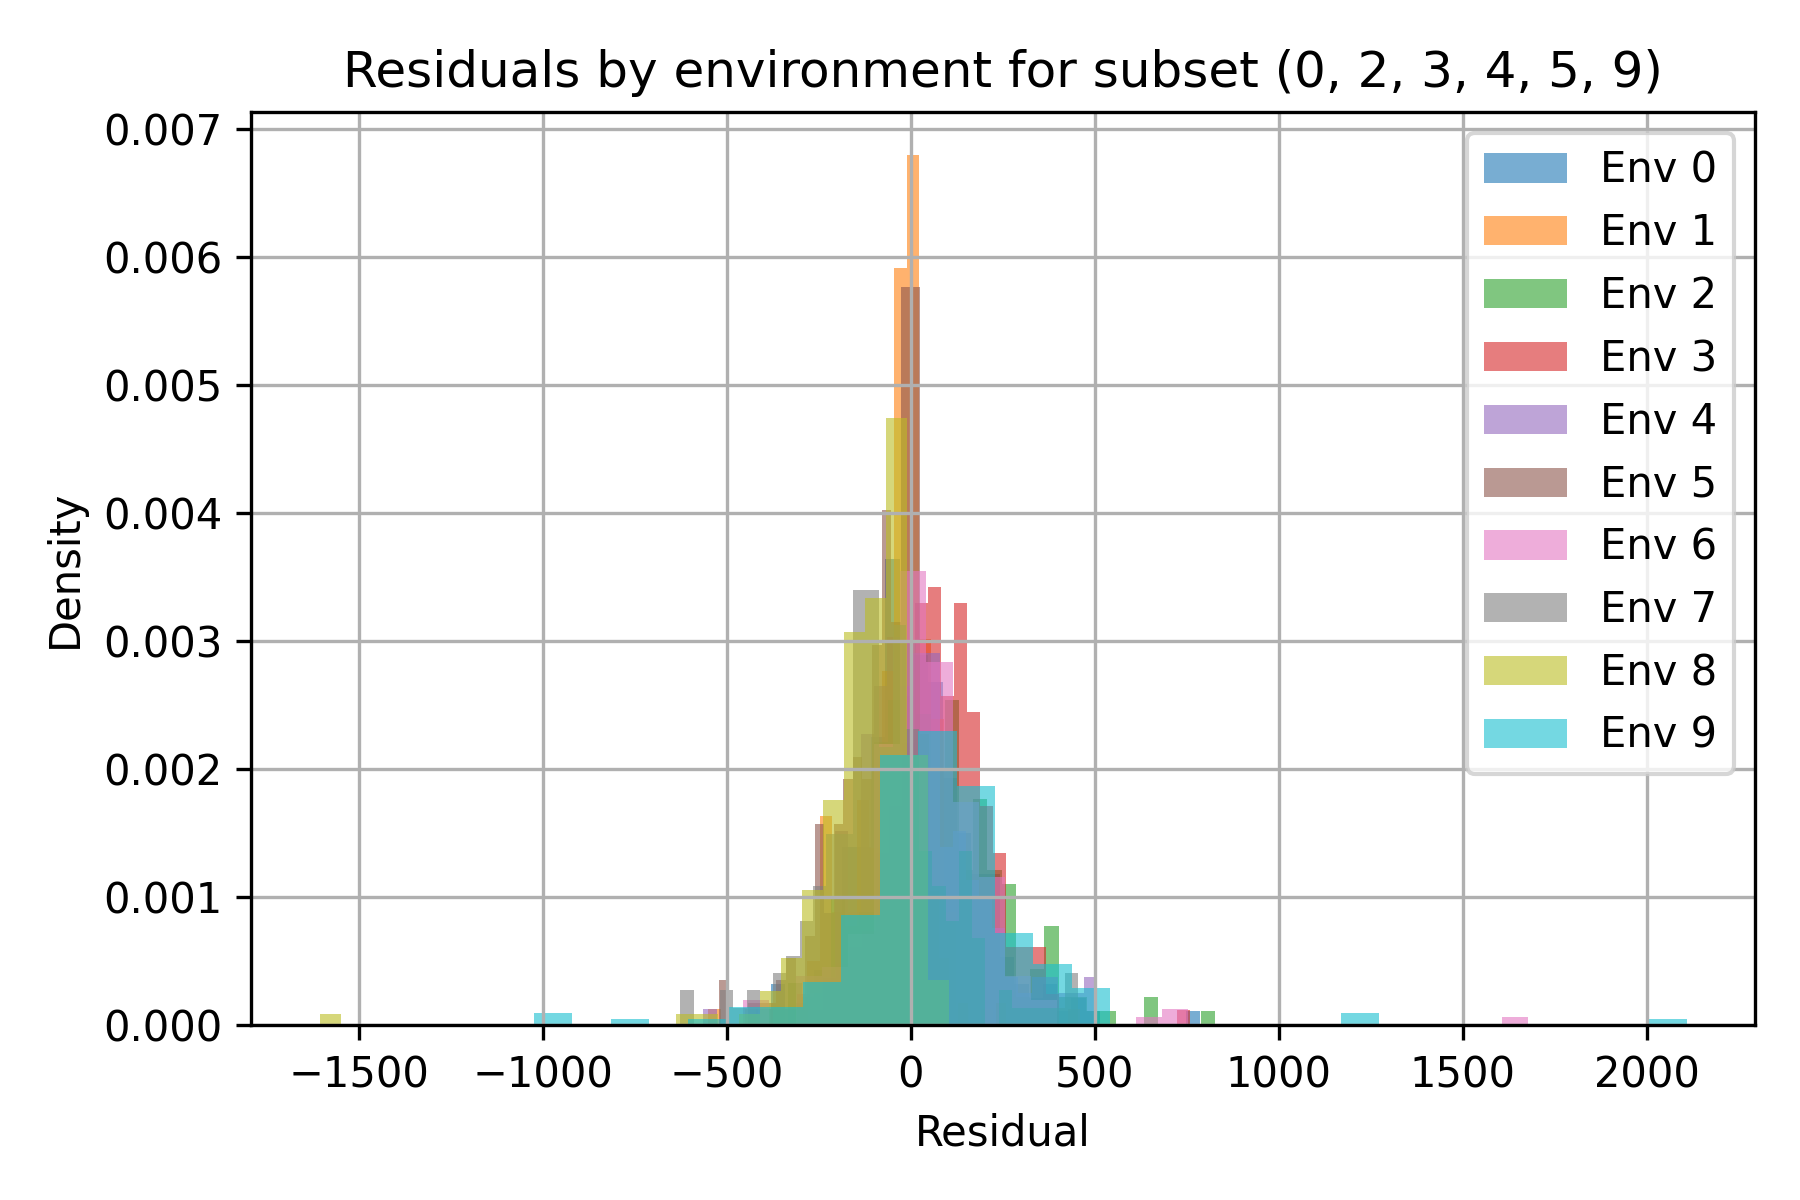 Residuals by environment for subset (0, 2, 3, 4, 5, 9)
0.007
0.006
0.005
0.004
0.003
0.002
0.001
0.000
Density
Env 0
Env 1
Env 2
Env 3
Env 4
Env 5
Env 6
Env 7
Env 8
Env 9
−1500 −1000 −500 0 500 1000 1500 2000
Residual